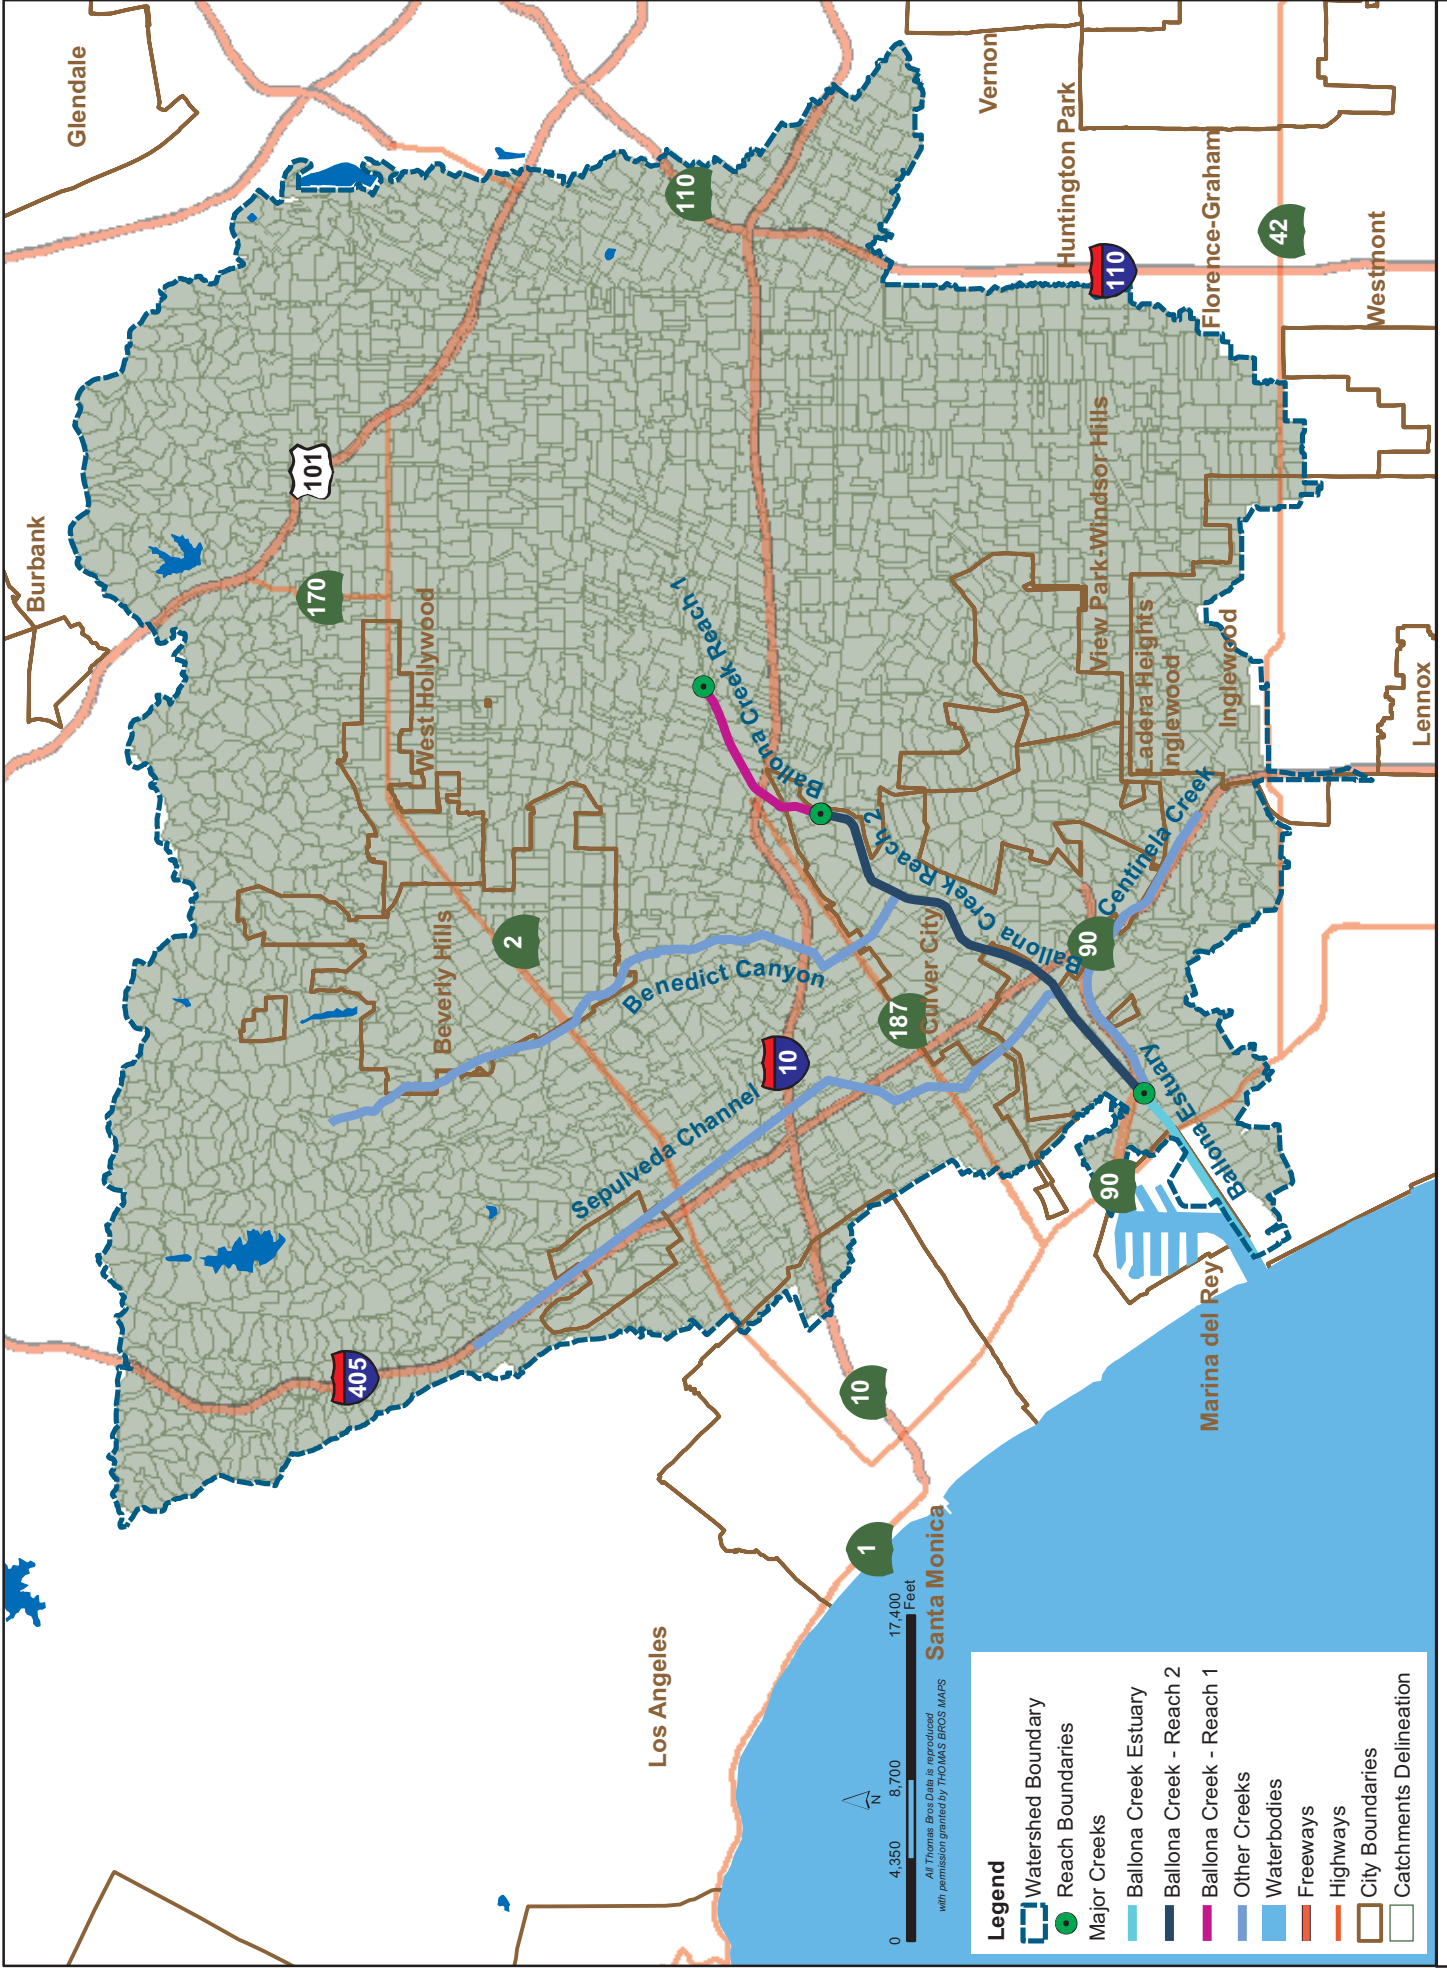 Glendale
Burbank
Vernon
Huntington Park
Florence-Graham
Westmont
110
110
42
101
170
West Hollywood
View Park-Windsor Hills
Ladera Heights
Inglewood
Inglewood
Lennox
Ballona Creek Reach 1
Ballona Creek Reach 2
Centinela Creek
Beverly Hills
2
Benedict Canyon
Culver City
90
187
10
Sepulveda Channel
Ballona Estuary
90
Marina del Rey
405
10
1
Santa Monica
Los Angeles
N
0 4,350 8,700 17,400
Feet
All Thomas Bros Data is reproduced
with permission granted by THOMAS BROS MAPS
Legend
Watershed Boundary
Reach Boundaries
Major Creeks
Ballona Creek Estuary
Ballona Creek - Reach 2
Ballona Creek - Reach 1
Other Creeks
Waterbodies
Freeways
Highways
City Boundaries
Catchments Delineation